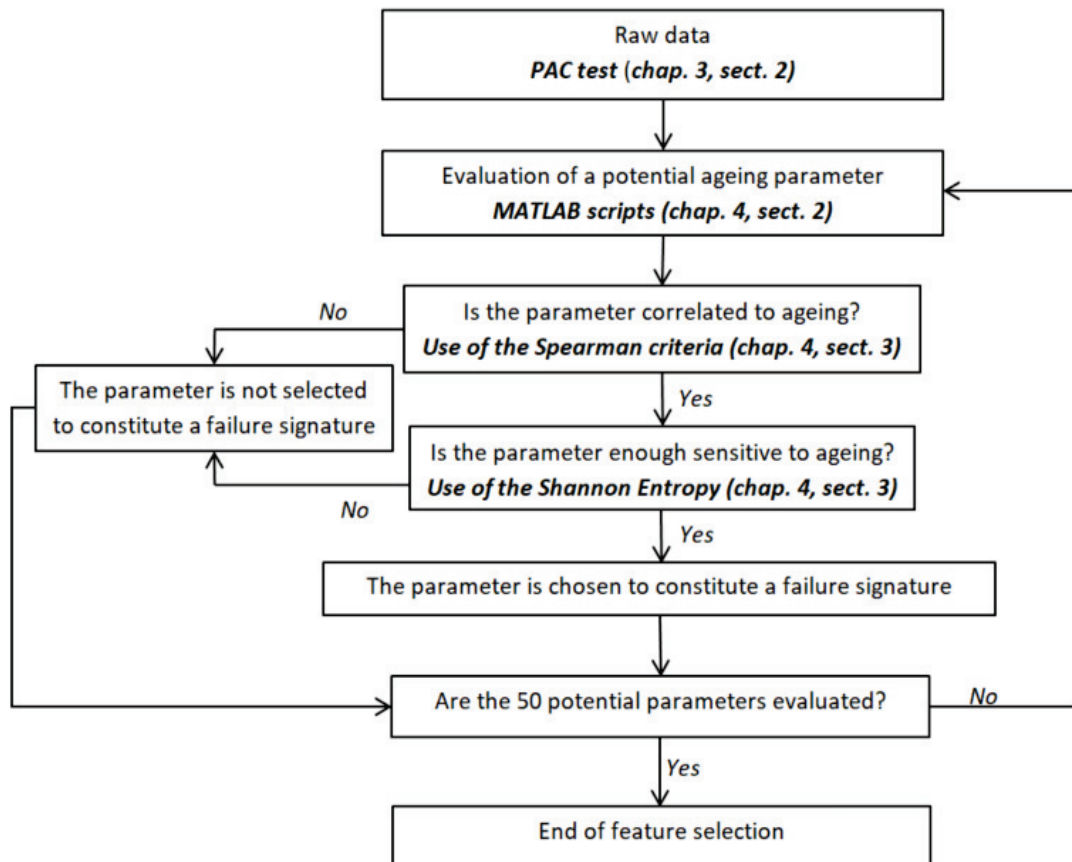 Raw data
PAC test (chap. 3, sect. 2)
Evaluation of a potential ageing parameter
MATLAB scripts (chap. 4, sect. 2)
Is the parameter correlated to ageing?
Use of the Spearman criteria (chap. 4, sect. 3)
No
The parameter is not selected
to constitute a failure signature
Yes
Is the parameter enough sensitive to ageing?
Use of the Shannon Entropy (chap. 4, sect. 3)
No
Yes
The parameter is chosen to constitute a failure signature
Are the 50 potential parameters evaluated?
No
Yes
End of feature selection